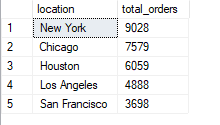 location total_orders
1 New York 9028
2 Chicago 7579
3 Houston 6059
4 Los Angeles 4888
5 San Francisco 3698